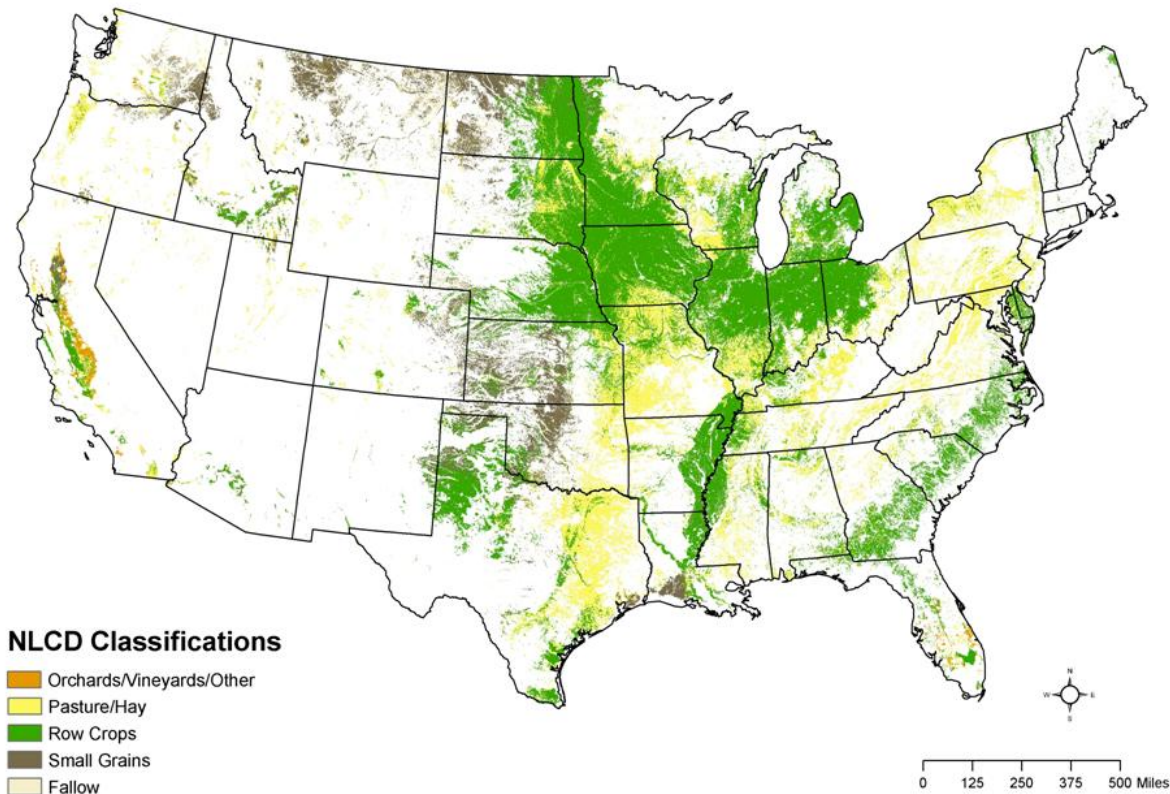 NLCD Classifications
Orchards/Vineyards/Other
Pasture/Hay
Row Crops
Small Grains
Fallow
N
W E
S
0 125 250 375 500 Miles